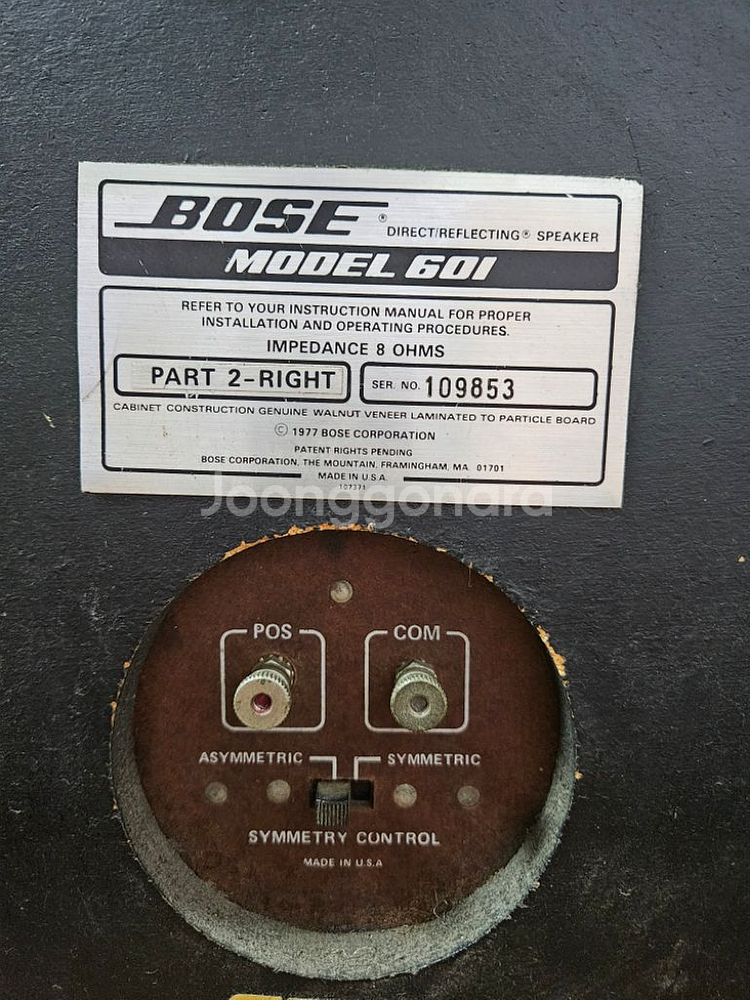 BOSE ® DIRECT/REFLECTING® SPEAKER
MODEL 601
REFER TO YOUR INSTRUCTION MANUAL FOR PROPER
INSTALLATION AND OPERATING PROCEDURES.
IMPEDANCE 8 OHMS
PART 2-RIGHT SER. NO. 109853
CABINET CONSTRUCTION GENUINE WALNUT VENEER LAMINATED TO PARTICLE BOARD
© 1977 BOSE CORPORATION
PATENT RIGHTS PENDING
BOSE CORPORATION, THE MOUNTAIN, FRAMINGHAM, MA. 01701
MADE IN U.S.A.
107371
Joonggonara
POS COM
ASYMMETRIC SYMMETRIC
SYMMETRY CONTROL
MADE IN U.S.A